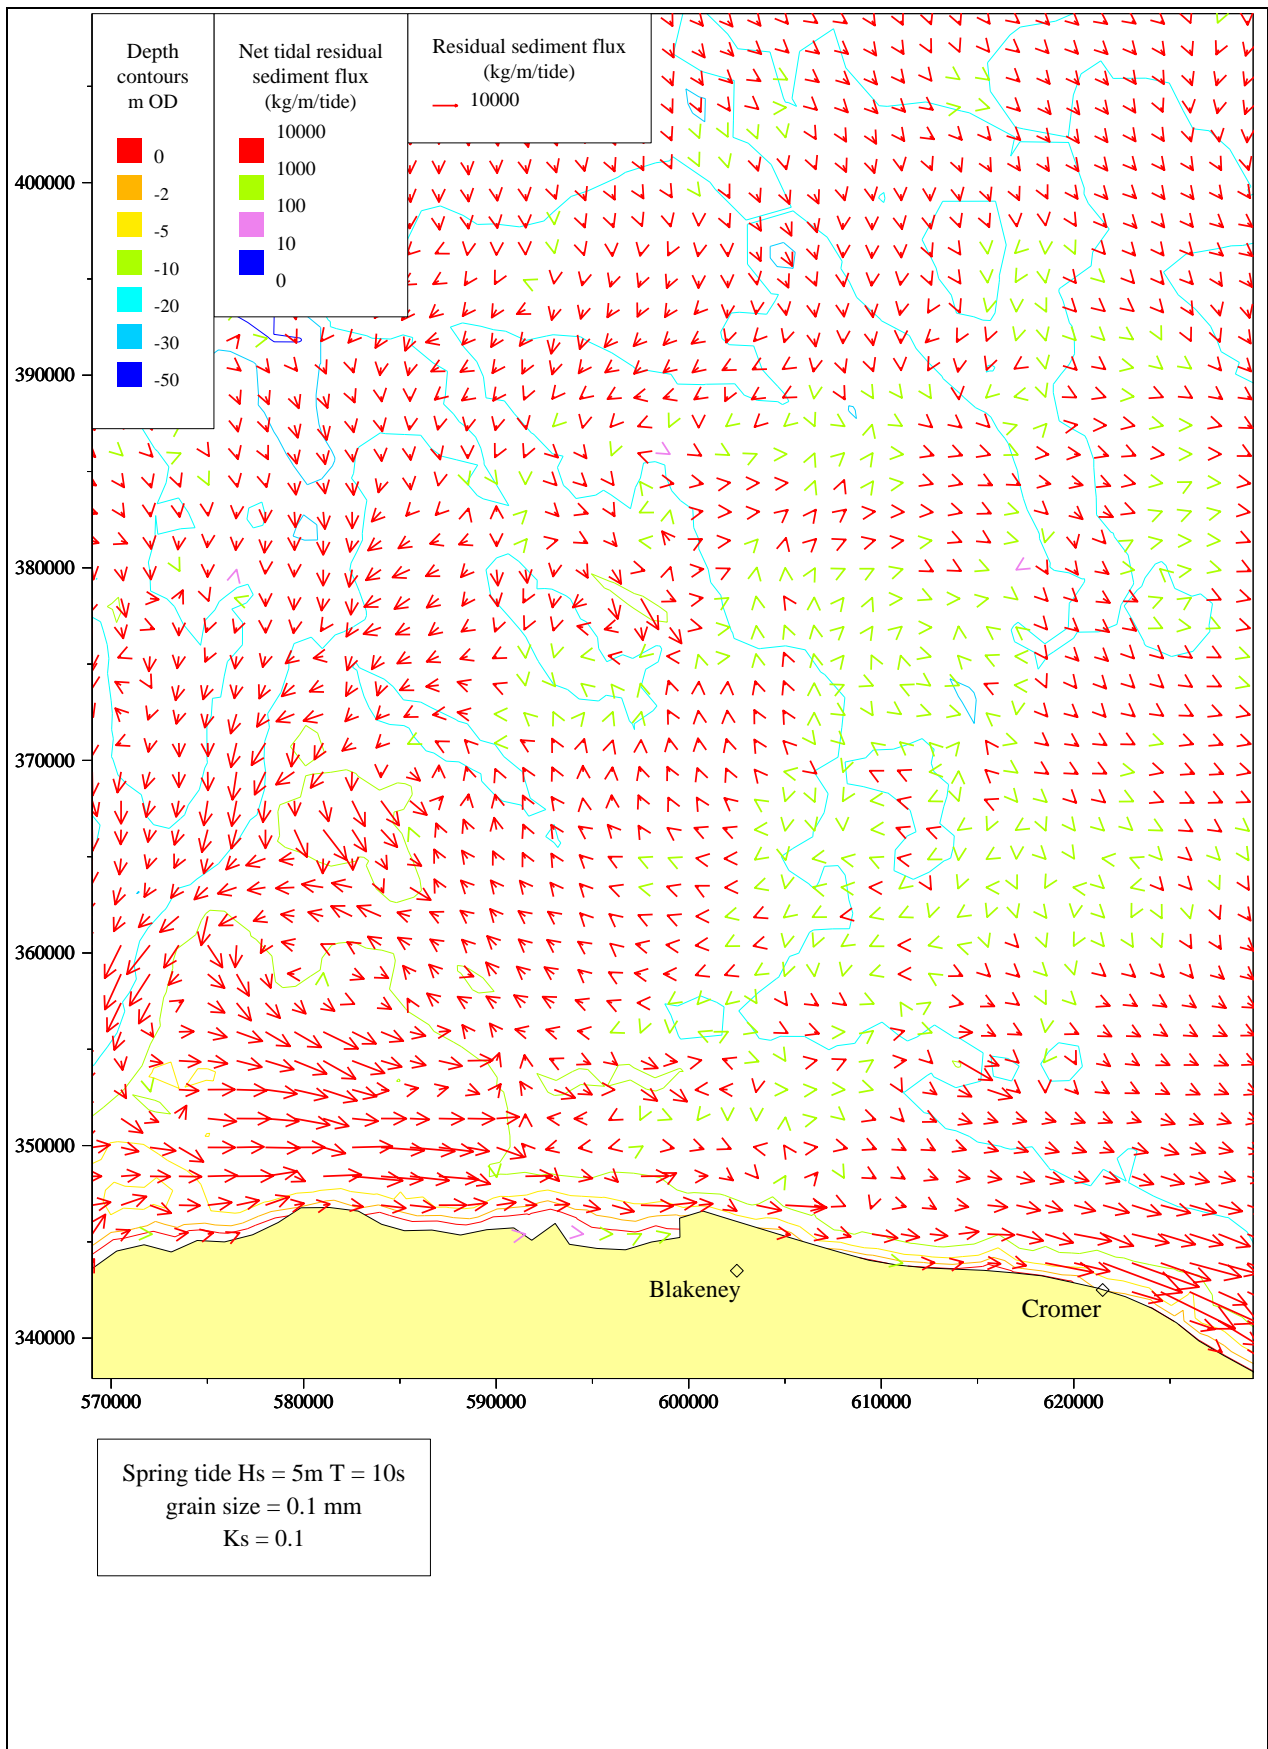 Depth
contours
m OD
0
-2
-5
-10
-20
-30
-50
Net tidal residual
sediment flux
(kg/m/tide)
10000
1000
100
10
0
Residual sediment flux
(kg/m/tide)
10000
400000
390000
380000
370000
360000
350000
340000
Blakeney
Cromer
570000 580000 590000 600000 610000 620000
Spring tide Hs = 5m T = 10s
grain size = 0.1 mm
Ks = 0.1